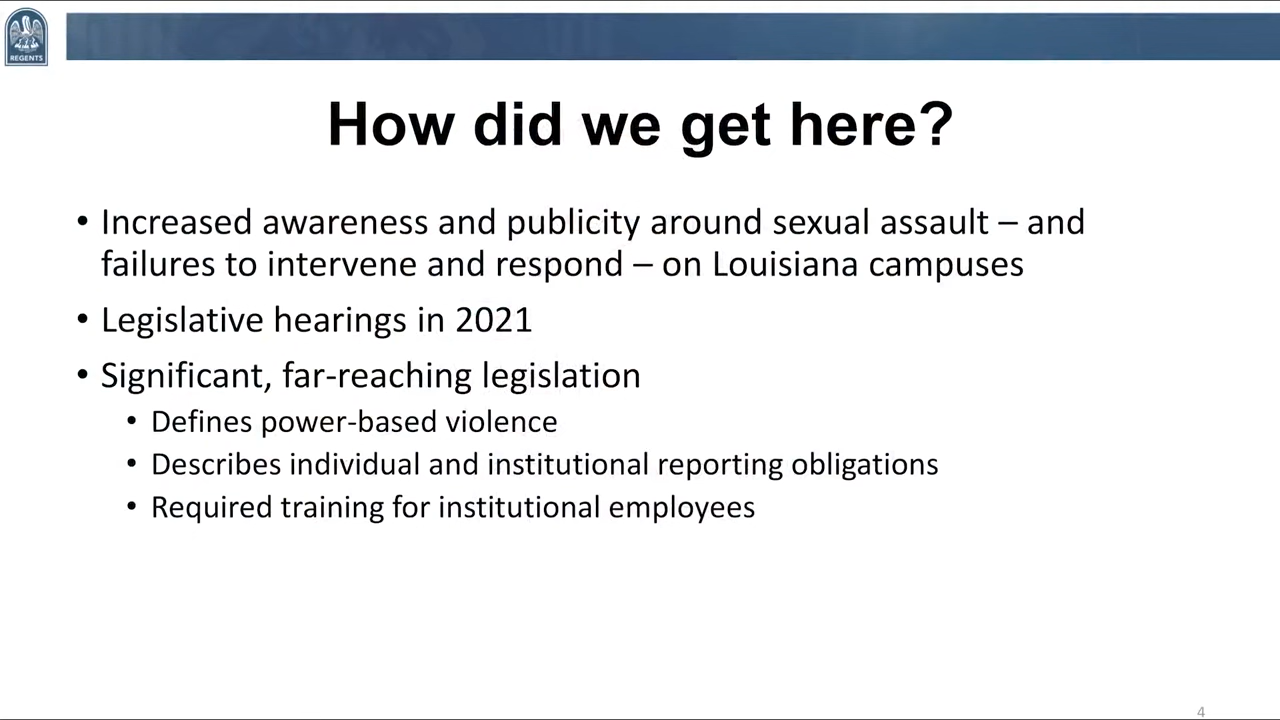 REGENTS
How did we get here?
• Increased awareness and publicity around sexual assault – and
failures to intervene and respond – on Louisiana campuses
• Legislative hearings in 2021
• Significant, far-reaching legislation
• Defines power-based violence
• Describes individual and institutional reporting obligations
• Required training for institutional employees
4